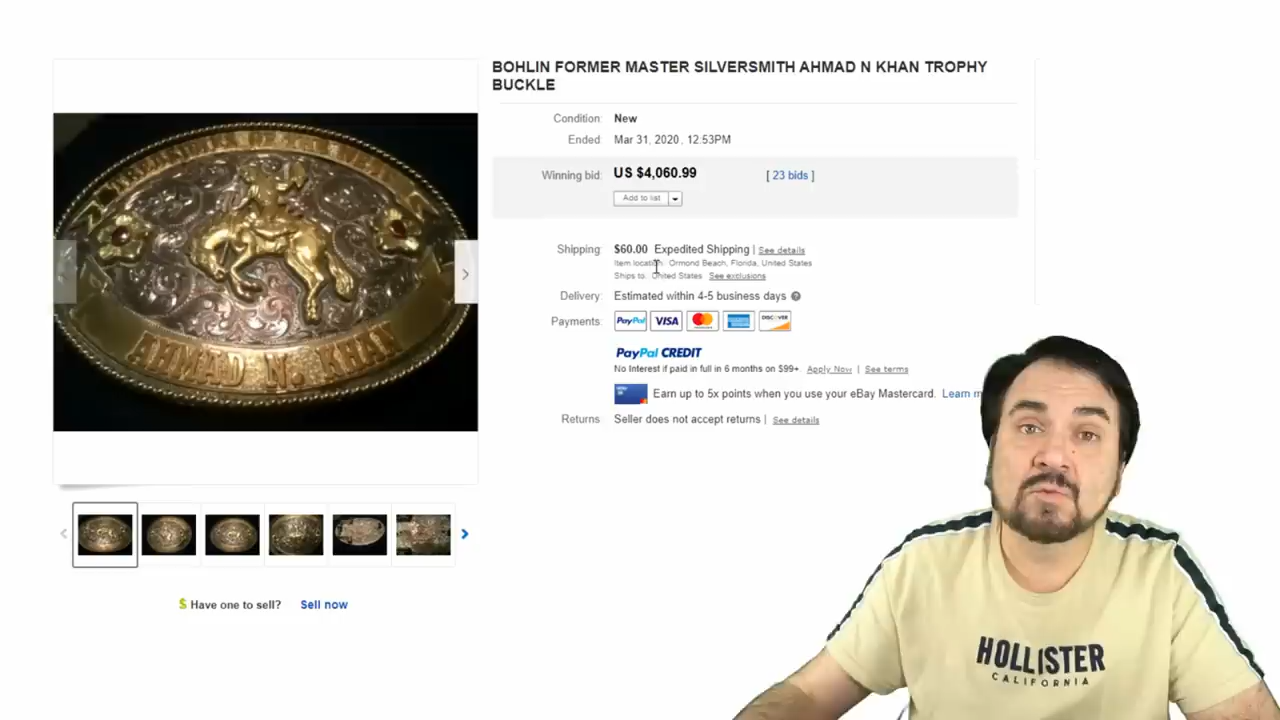 BOHLIN FORMER MASTER SILVERSMITH AHMAD N KHAN TROPHY
BUCKLE
Condition: New
Ended: Mar 31, 2020 , 12:53PM
Winning bid: US $4,060.99 [ 23 bids ]
Add to list
Shipping: $60.00 Expedited Shipping | See details
Item location: Ormond Beach, Florida, United States
Ships to: United States See exclusions
Delivery: Estimated within 4-5 business days
Payments: PayPal VISA MasterCard DISCOVER
PayPal CREDIT
No Interest if paid in full in 6 months on $99+. Apply Now | See terms
Earn up to 5x points when you use your eBay Mastercard. Learn m
Returns: Seller does not accept returns | See details
AHMAD N. KHAN
$ Have one to sell? Sell now
HOLLISTER
CALIFORNIA